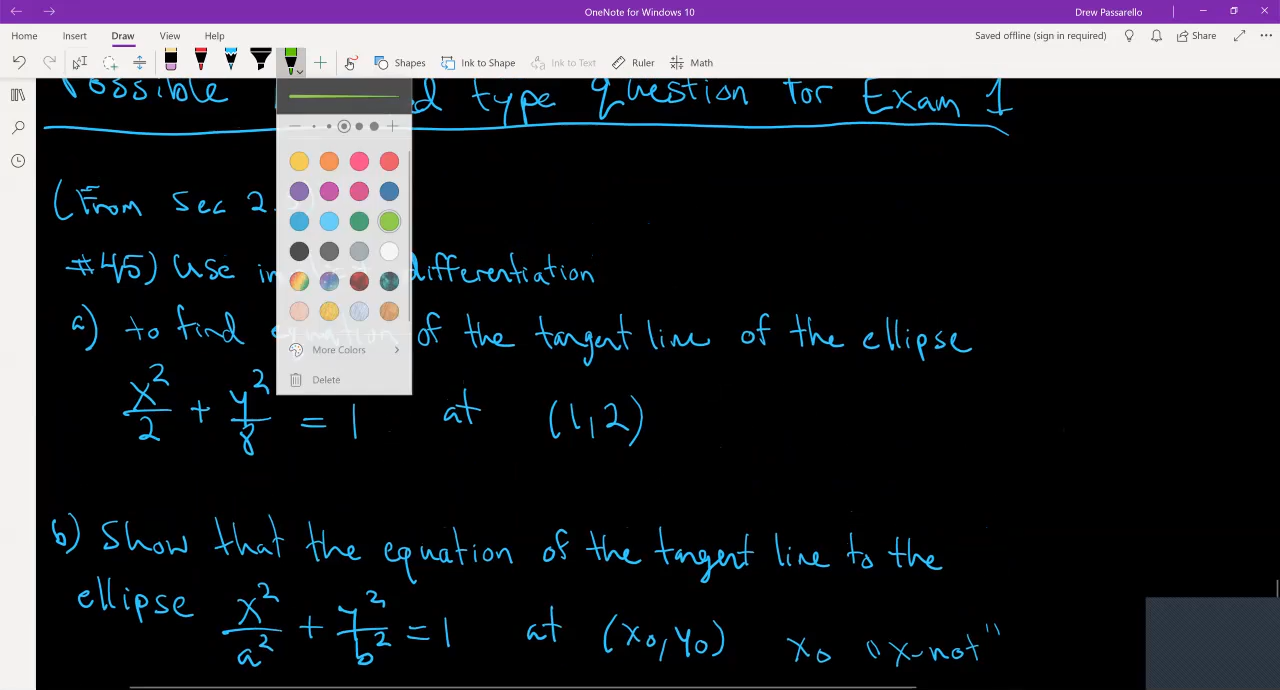 OneNote for Windows 10
Drew Passarello
Home Insert Draw View Help
Saved offline (sign in required) Share
Shapes Ink to Shape Ink to Text Ruler Math
Possible type question for Exam 1
(From Sec 2.
#45) Use differentiation
a) to find equation of the tangent line of the ellipse
More Colors
Delete
x²/2 + y²/8 = 1 at (1,2)
b) Show that the equation of the tangent line to the
ellipse x²/a² + y²/b² = 1 at (x₀,y₀) x₀ "x-not"